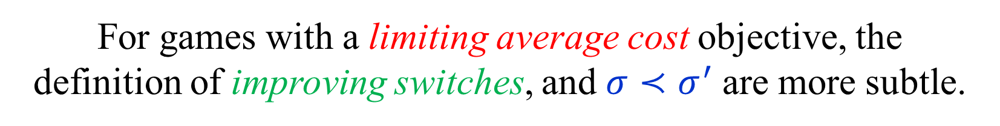 For games with a limiting average cost objective, the
definition of improving switches, and σ ≺ σ′ are more subtle.